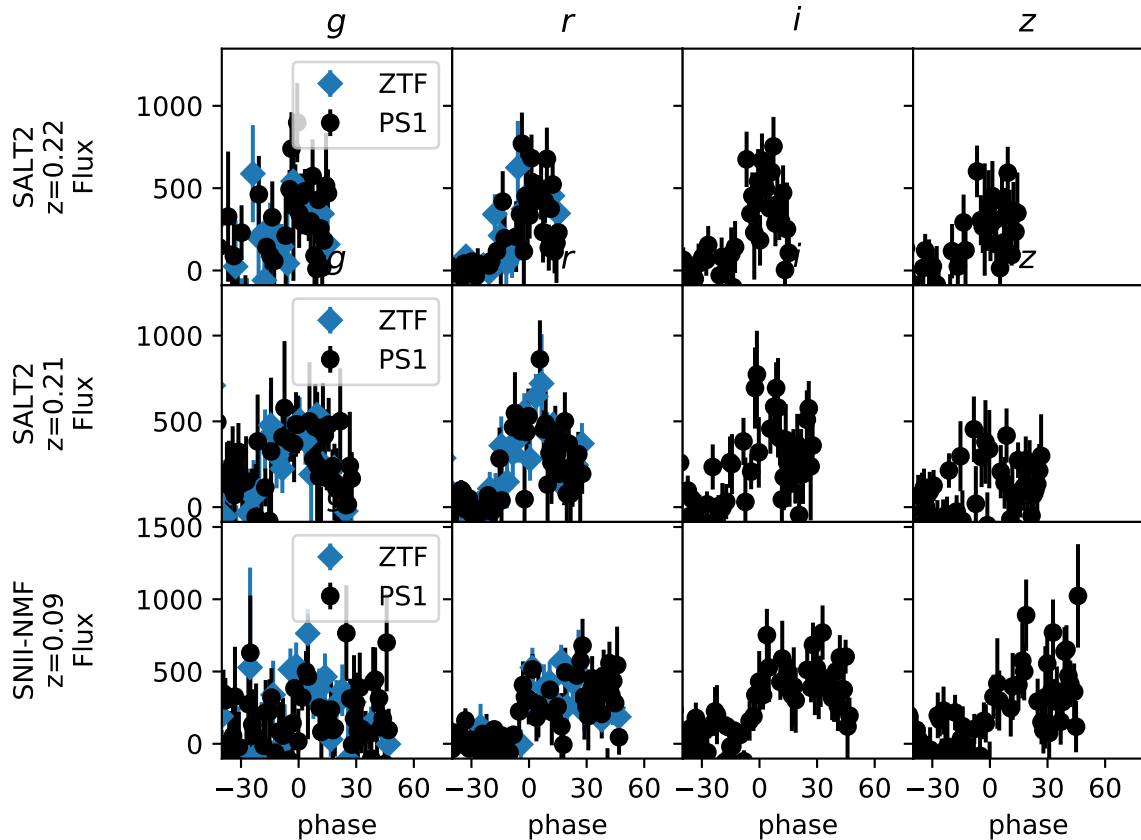 g r i z
SALT2
z=0.22
Flux
1000
500
0
ZTF
PS1
g r i z
SALT2
z=0.21
Flux
1000
500
0
ZTF
PS1
g
SNII-NMF
z=0.09
Flux
1500
1000
500
0
ZTF
PS1
−30 0 30 60 −30 0 30 60 −30 0 30 60 −30 0 30 60
phase phase phase phase